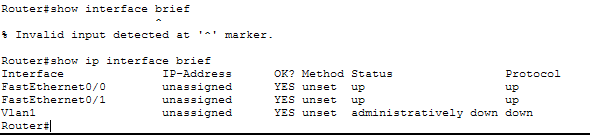 Router#show interface brief
^
% Invalid input detected at '^' marker.
Router#show ip interface brief
Interface IP-Address OK? Method Status Protocol
FastEthernet0/0 unassigned YES unset up up
FastEthernet0/1 unassigned YES unset up up
Vlan1 unassigned YES unset administratively down down
Router#